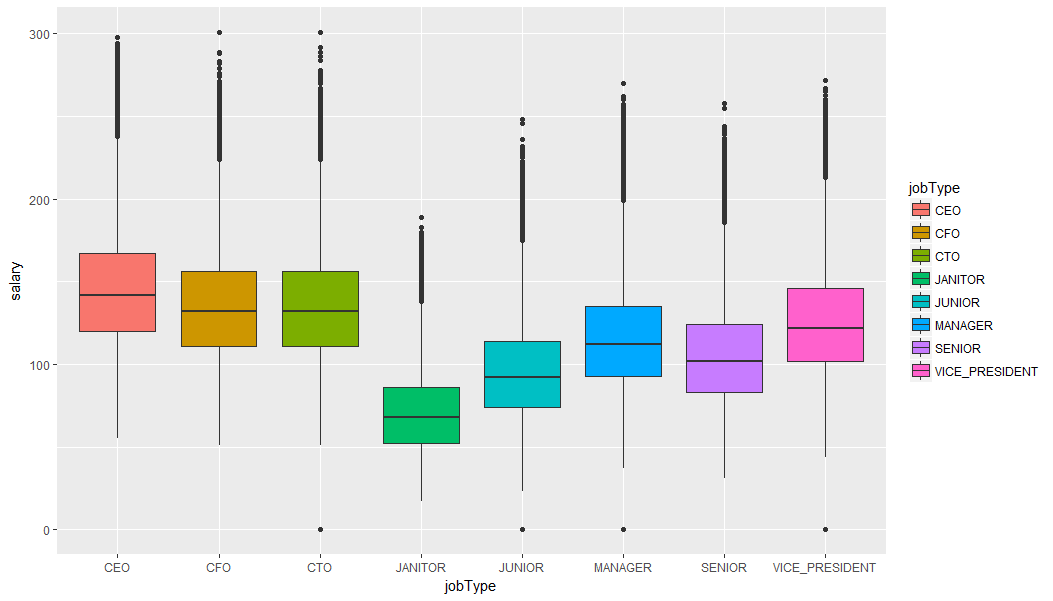 300
200
100
0
salary
CEO
CFO
CTO
JANITOR
JUNIOR
MANAGER
SENIOR
VICE_PRESIDENT
jobType
jobType
CEO
CFO
CTO
JANITOR
JUNIOR
MANAGER
SENIOR
VICE_PRESIDENT